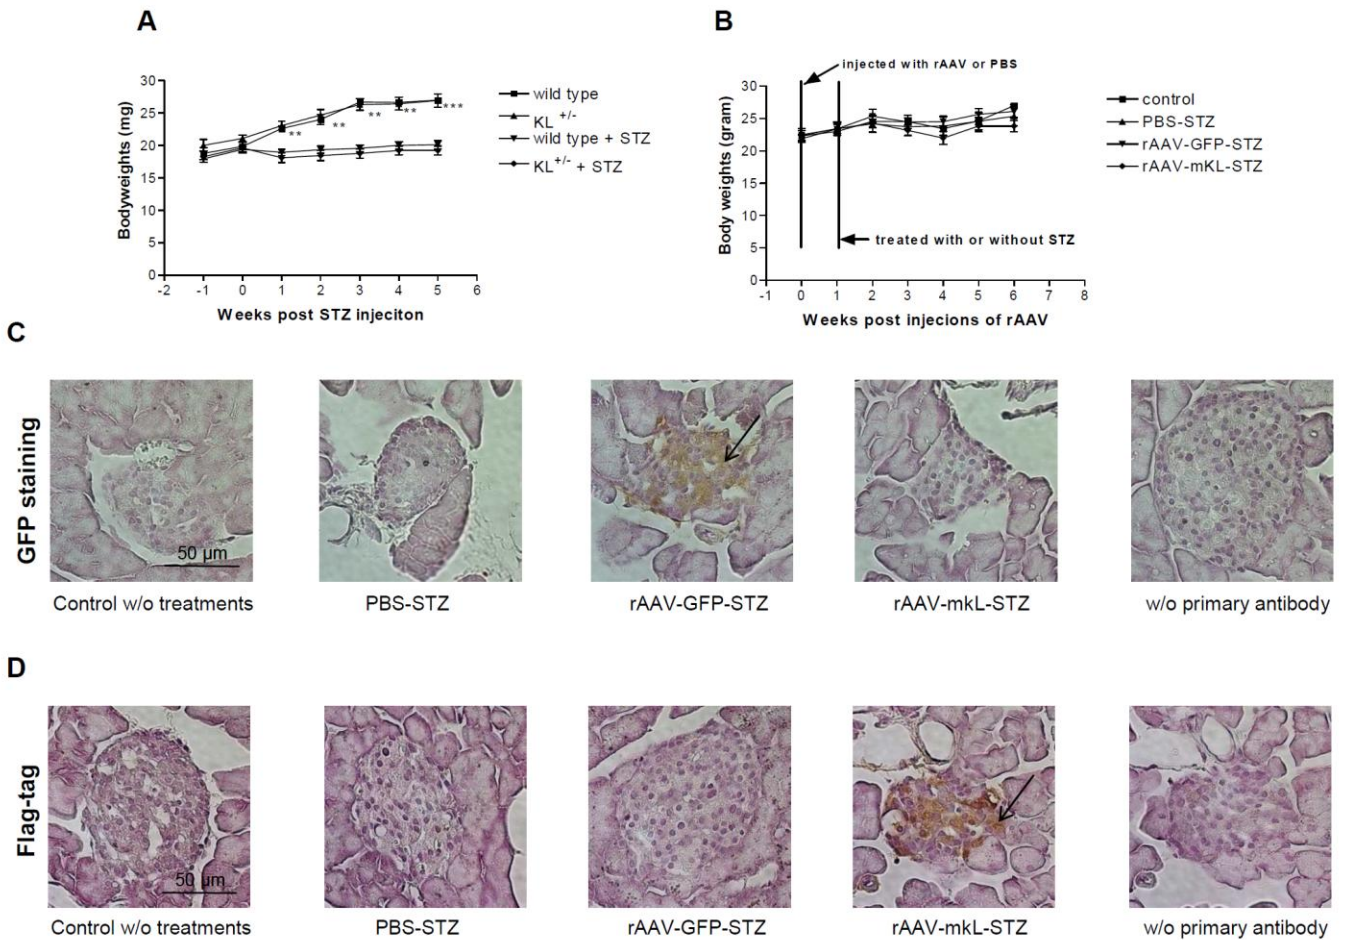 A
Bodyweights (mg)
30
25
20
15
10
5
0
**
**
**
**
***
-2 -1 0 1 2 3 4 5 6
Weeks post STZ injeciton
wild type
KL +/-
wild type + STZ
KL+/- + STZ
B
Body weights (gram)
injected with rAAV or PBS
30
25
20
15
10
5
0
treated with or without STZ
-1 0 1 2 3 4 5 6 7 8
Weeks post injecions of rAAV
control
PBS-STZ
rAAV-GFP-STZ
rAAV-mKL-STZ
C
GFP staining
50 µm
Control w/o treatments PBS-STZ rAAV-GFP-STZ rAAV-mkL-STZ w/o primary antibody
D
Flag-tag
50 µm
Control w/o treatments PBS-STZ rAAV-GFP-STZ rAAV-mkL-STZ w/o primary antibody